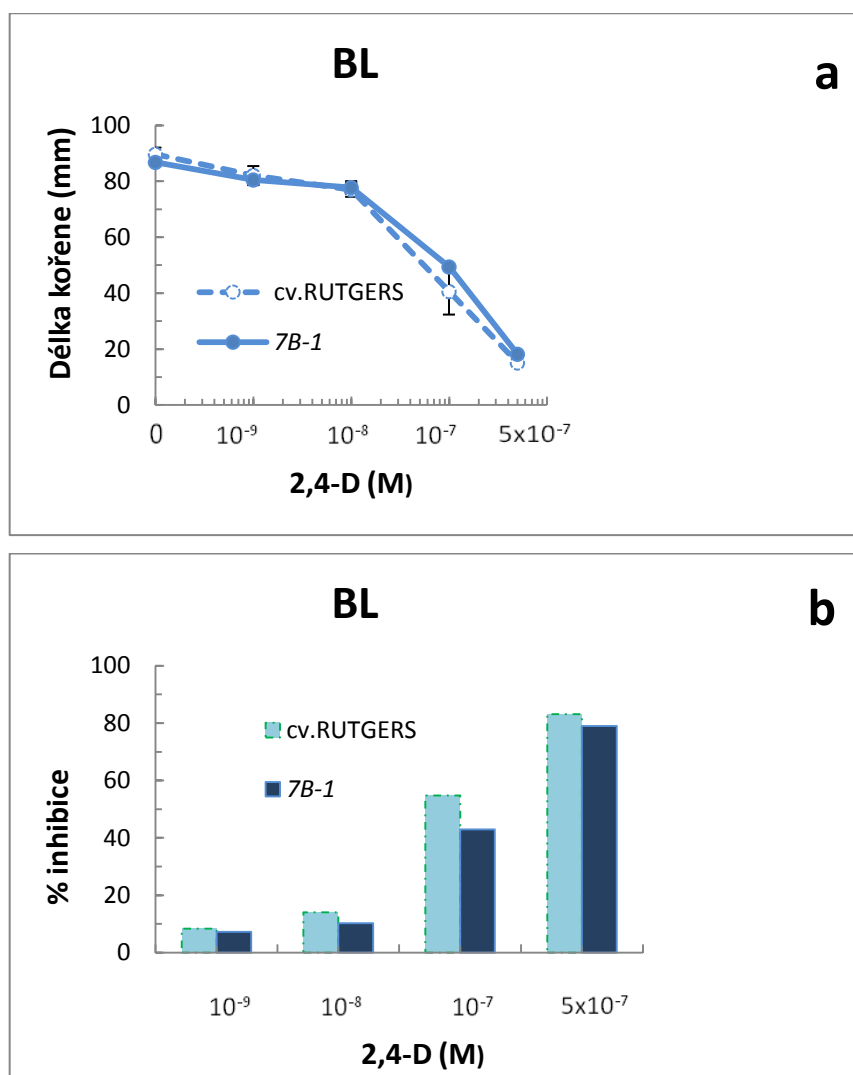 BL
a
Délka kořene (mm)
100
80
60
40
20
0
cv.RUTGERS
7B-1
0 10⁻⁹ 10⁻⁸ 10⁻⁷ 5x10⁻⁷
2,4-D (M)
BL
b
% inhibice
100
80
60
40
20
0
cv.RUTGERS
7B-1
10⁻⁹ 10⁻⁸ 10⁻⁷ 5x10⁻⁷
2,4-D (M)